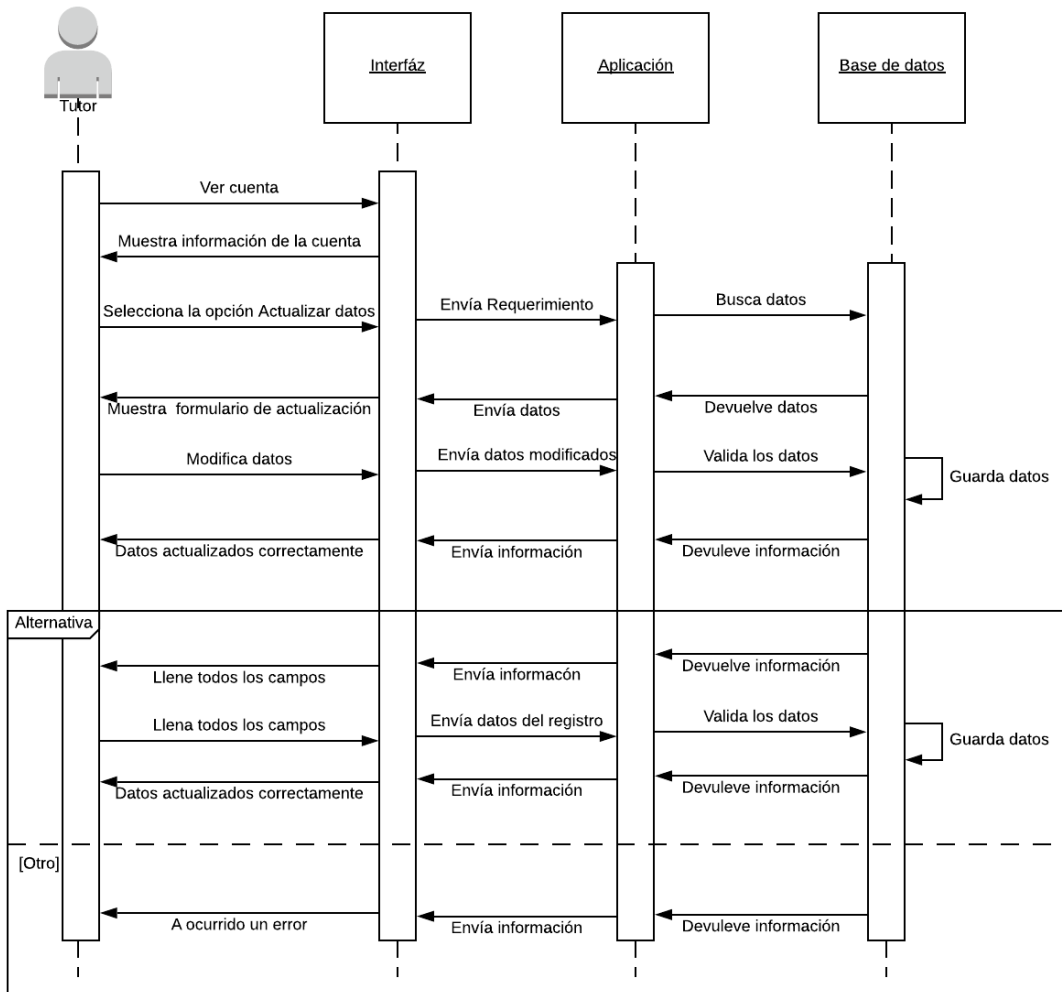 Tutor
Interfáz
Aplicación
Base de datos
Ver cuenta
Muestra información de la cuenta
Selecciona la opción Actualizar datos
Envía Requerimiento
Busca datos
Muestra formulario de actualización
Envía datos
Devuelve datos
Modifica datos
Envía datos modificados
Valida los datos
Guarda datos
Datos actualizados correctamente
Envía información
Devuleve información
Alternativa
Llene todos los campos
Envía informacón
Devuelve información
Llena todos los campos
Envía datos del registro
Valida los datos
Guarda datos
Datos actualizados correctamente
Envía información
Devuleve información
[Otro]
A ocurrido un error
Envía información
Devuleve información